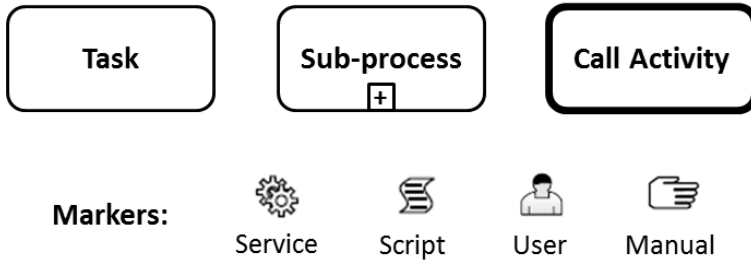 Task
Sub-process
+
Call Activity
Markers:
Service
Script
User
Manual